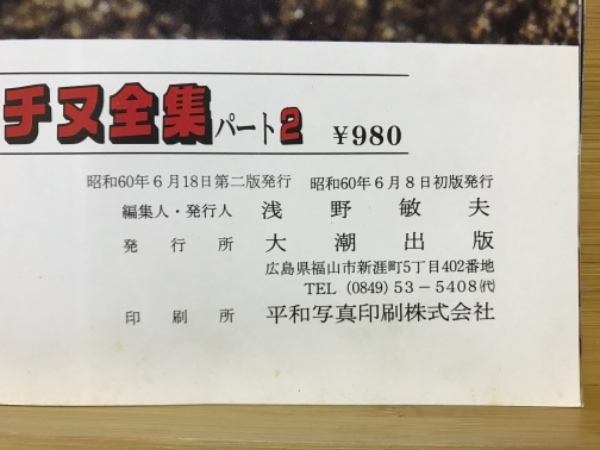 チヌ全集パート2 ¥980
昭和60年6月18日第二版発行 昭和60年6月8日初版発行
編集人・発行人 浅野敏夫
発行所 大潮出版
広島県福山市新涯町5丁目402番地
TEL (0849) 53-5408㈹
印刷所 平和写真印刷株式会社